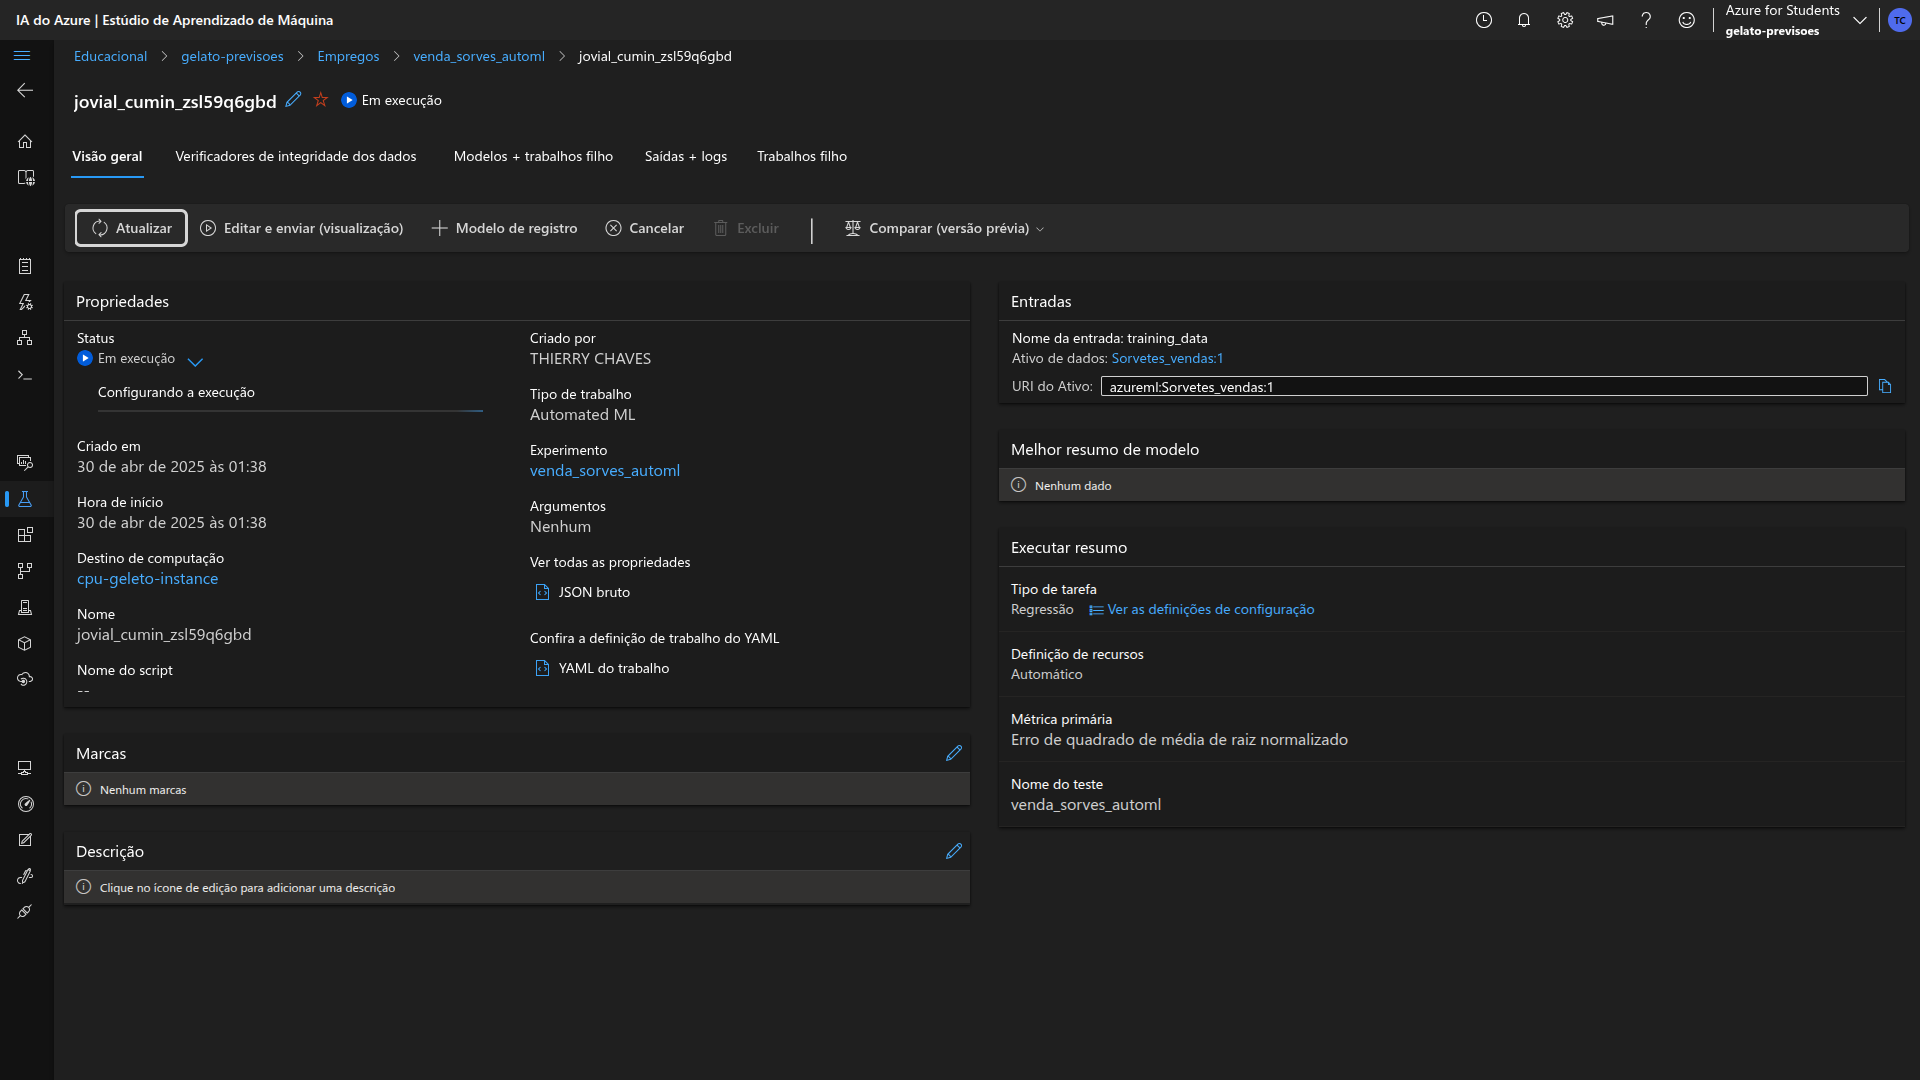 IA do Azure | Estúdio de Aprendizado de Máquina
Azure for Students
gelato-previsoes
TC
Educacional > gelato-previsoes > Empregos > venda_sorves_automl > jovial_cumin_zsl59q6gbd
jovial_cumin_zsl59q6gbd Em execução
Visão geral Verificadores de integridade dos dados Modelos + trabalhos filho Saídas + logs Trabalhos filho
Atualizar Editar e enviar (visualização) Modelo de registro Cancelar Excluir Comparar (versão prévia)
Propriedades
Status
Em execução
Configurando a execução
Criado em
30 de abr de 2025 às 01:38
Hora de início
30 de abr de 2025 às 01:38
Destino de computação
cpu-geleto-instance
Nome
jovial_cumin_zsl59q6gbd
Nome do script
--
Criado por
THIERRY CHAVES
Tipo de trabalho
Automated ML
Experimento
venda_sorves_automl
Argumentos
Nenhum
Ver todas as propriedades
JSON bruto
Confira a definição de trabalho do YAML
YAML do trabalho
Marcas
Nenhum marcas
Descrição
Clique no ícone de edição para adicionar uma descrição
Entradas
Nome da entrada: training_data
Ativo de dados: Sorvetes_vendas:1
URI do Ativo: azureml:Sorvetes_vendas:1
Melhor resumo de modelo
Nenhum dado
Executar resumo
Tipo de tarefa
Regressão Ver as definições de configuração
Definição de recursos
Automático
Métrica primária
Erro de quadrado de média de raiz normalizado
Nome do teste
venda_sorves_automl